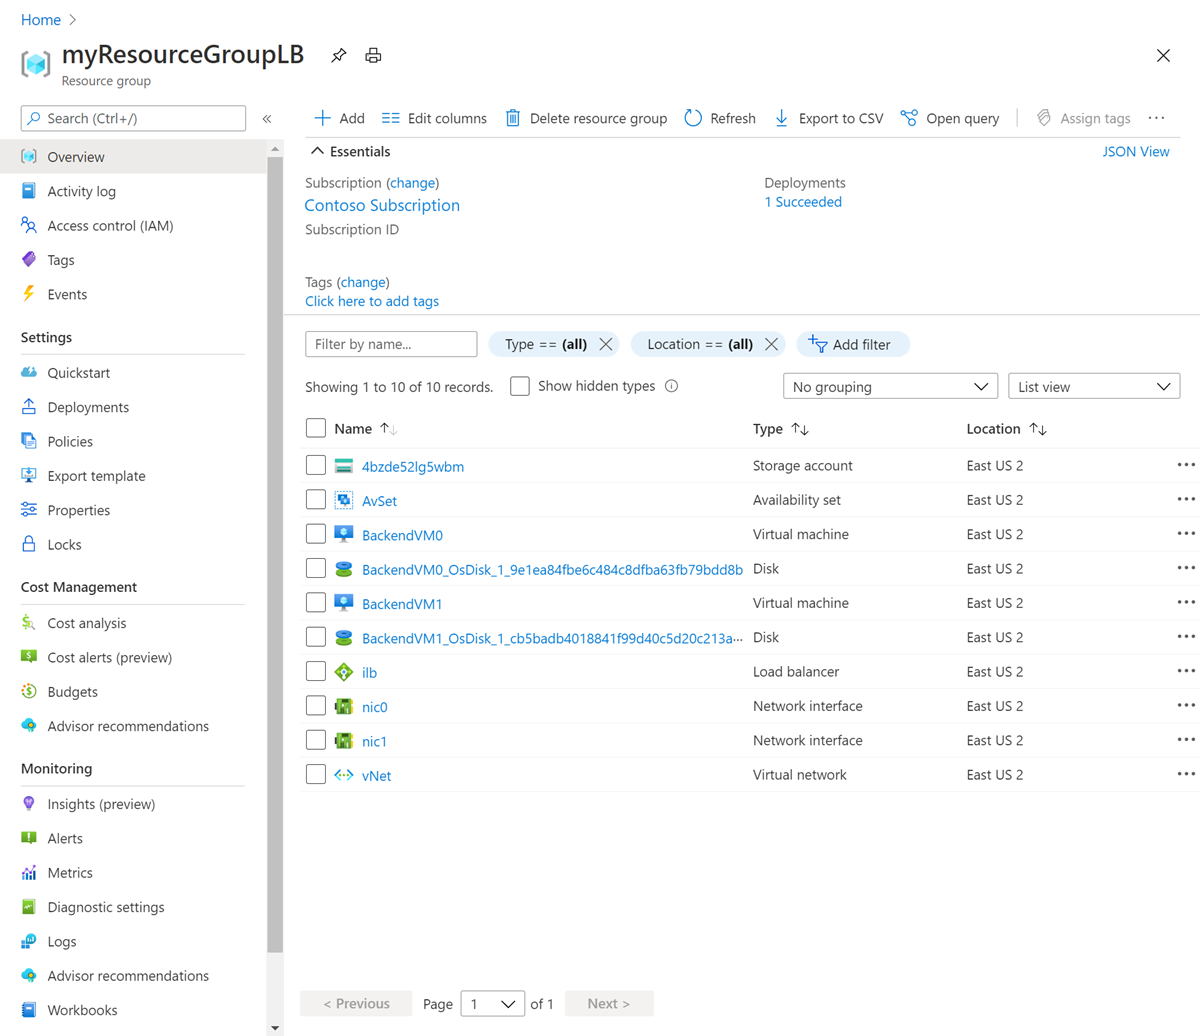 Home >
myResourceGroupLB
Resource group
Search (Ctrl+/)
«
Add
Edit columns
Delete resource group
Refresh
Export to CSV
Open query
Assign tags
...
Overview
Activity log
Access control (IAM)
Tags
Events
Settings
Quickstart
Deployments
Policies
Export template
Properties
Locks
Cost Management
Cost analysis
Cost alerts (preview)
Budgets
Advisor recommendations
Monitoring
Insights (preview)
Alerts
Metrics
Diagnostic settings
Logs
Advisor recommendations
Workbooks
Essentials
JSON View
Subscription (change)
Contoso Subscription
Subscription ID
Deployments
1 Succeeded
Tags (change)
Click here to add tags
Filter by name...
Type == (all)
Location == (all)
Add filter
Showing 1 to 10 of 10 records.
Show hidden types
No grouping
List view
Name Type Location
4bzde52lg5wbm Storage account East US 2 ...
AvSet Availability set East US 2 ...
BackendVM0 Virtual machine East US 2 ...
BackendVM0_OsDisk_1_9e1ea84fbe6c484c8dfba63fb79bdd8b Disk East US 2 ...
BackendVM1 Virtual machine East US 2 ...
BackendVM1_OsDisk_1_cb5badb4018841f99d40c5d20c213a... Disk East US 2 ...
ilb Load balancer East US 2 ...
nic0 Network interface East US 2 ...
nic1 Network interface East US 2 ...
vNet Virtual network East US 2 ...
< Previous Page 1 of 1 Next >